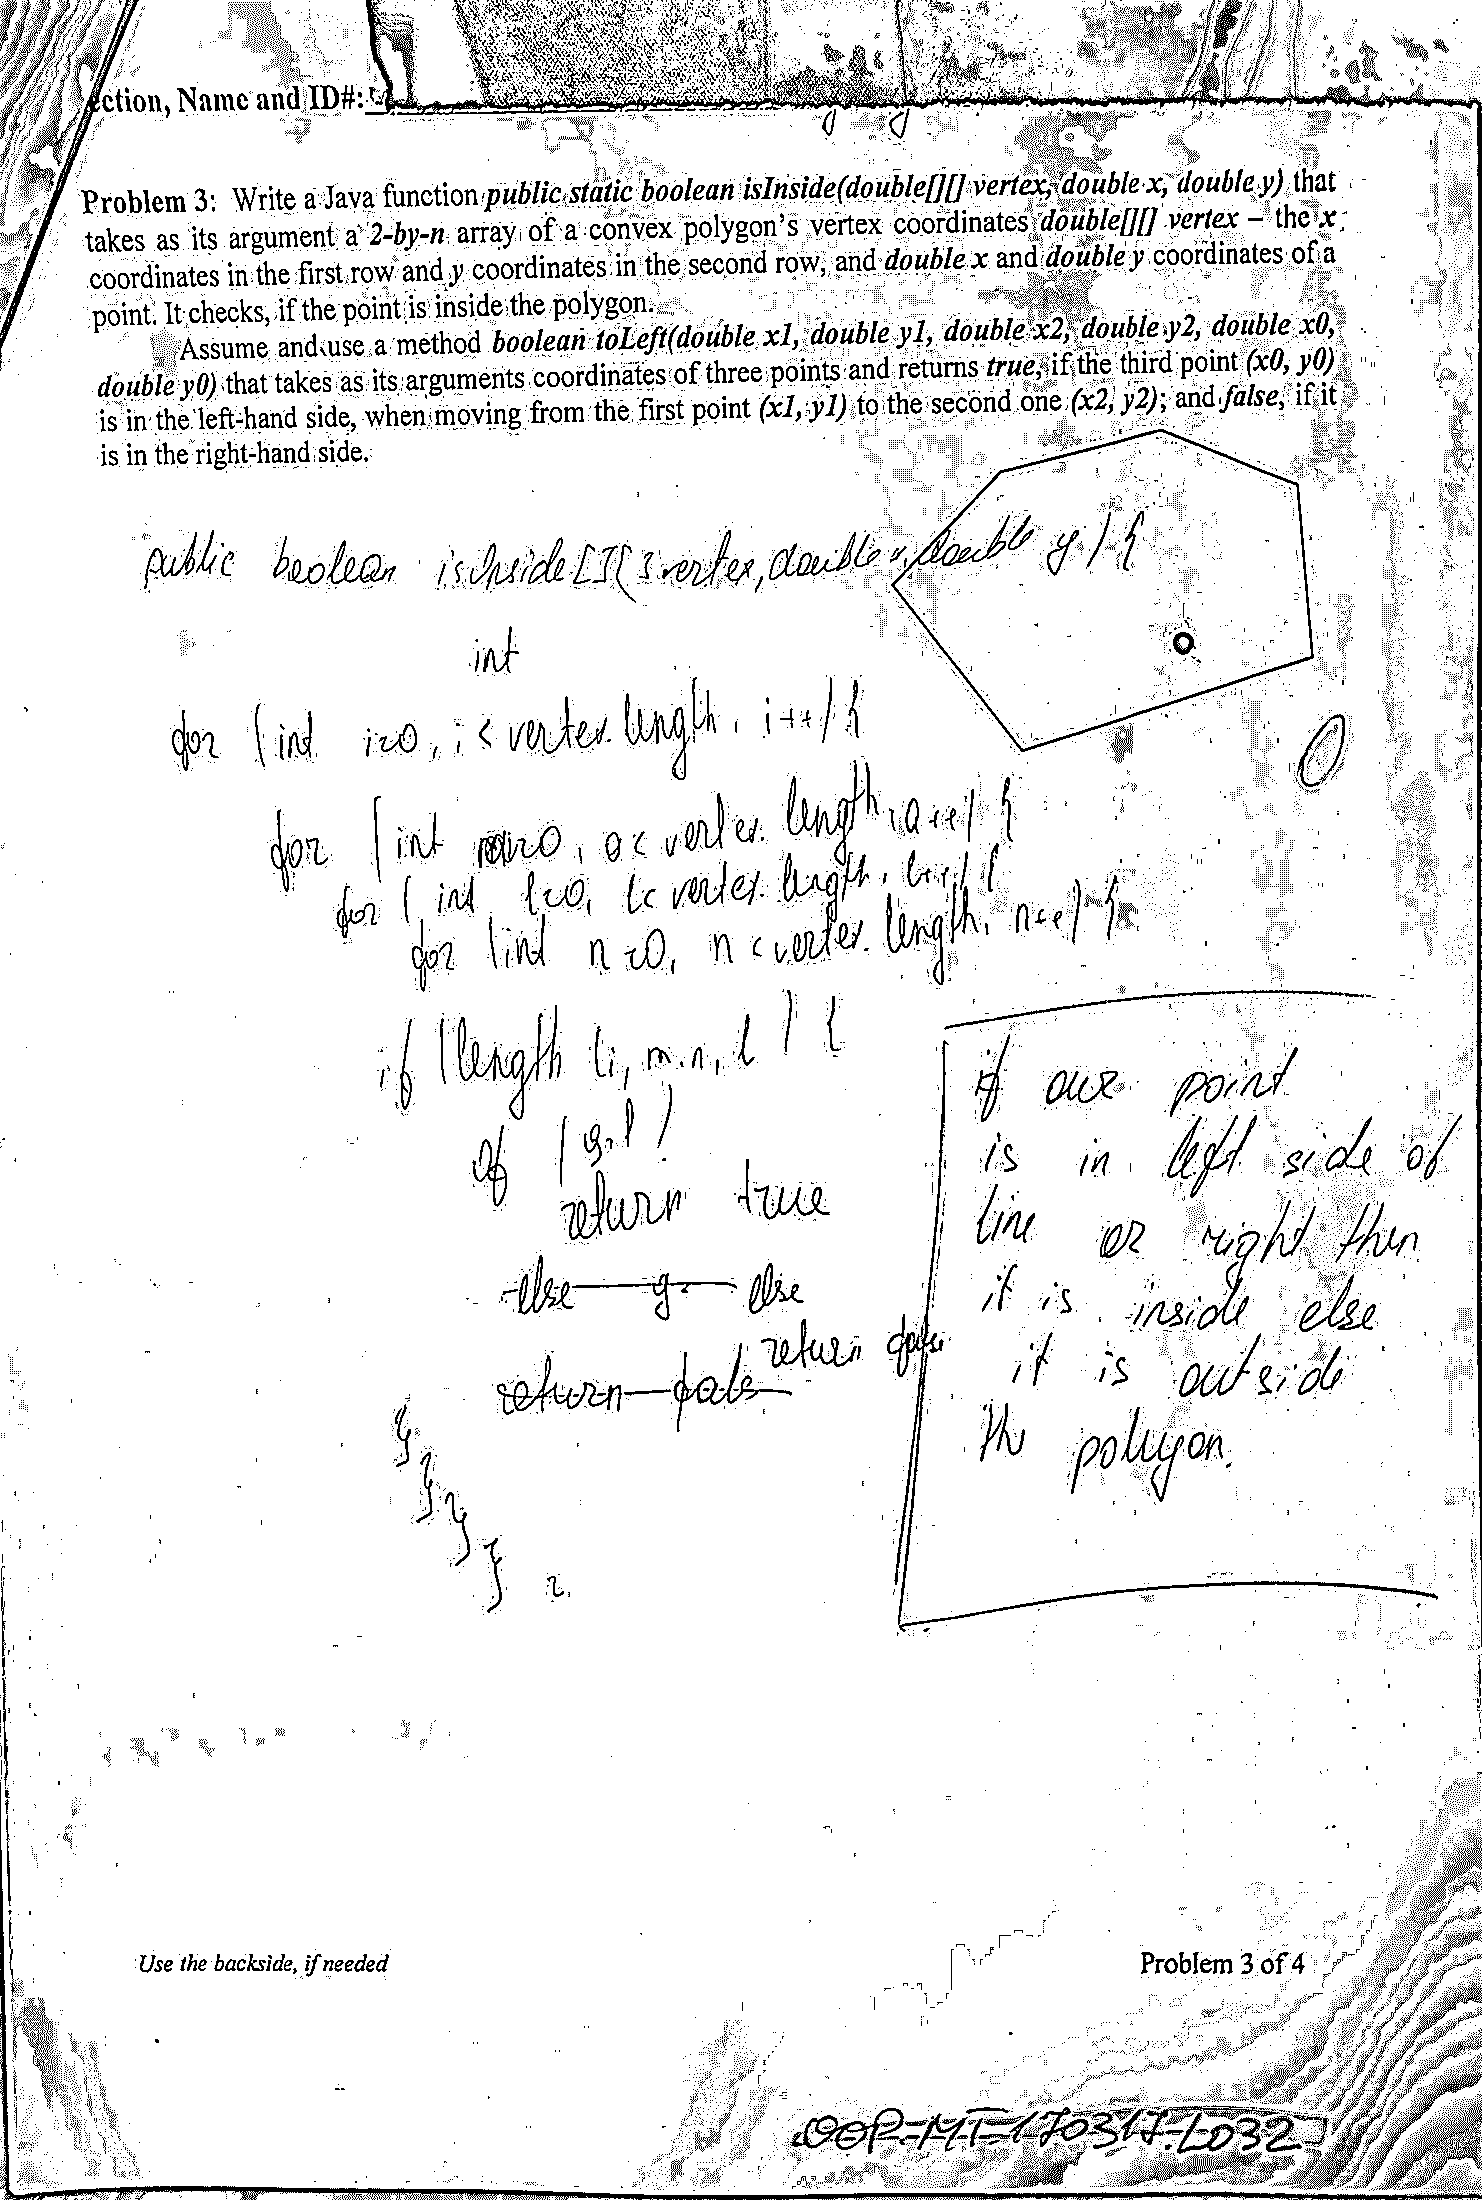 ction, Name and ID#:
Problem 3: Write a Java function public static boolean isInside(double[][] vertex, double x, double y) that
takes as its argument a 2-by-n array of a convex polygon's vertex coordinates double[][] vertex – the x
coordinates in the first row and y coordinates in the second row, and double x and double y coordinates of a
point. It checks, if the point is inside the polygon.
Assume and use a method boolean toLeft(double x1, double y1, double x2, double y2, double x0,
double y0) that takes as its arguments coordinates of three points and returns true, if the third point (x0, y0)
is in the left-hand side, when moving from the first point (x1, y1) to the second one (x2, y2); and false, if it
is in the right-hand side.
public boolean isInside [][] vertex, double x, double y ) {
int
for ( int i=0, i < vertex. length, i++ ) {
for ( int a=0, a < vertex. length, a++ ) {
for ( int l=0, l < vertex. length, l++ ) {
for ( int n=0, n < vertex. length, n++ ) {
if ( length
if
return true
else else
return false
return fals
}
}
}
}
if our point
is in left side of
line or right then
it is inside else
it is outside
the polygon.
0
Use the backside, if needed
Problem 3 of 4
OOP-MT-170317-L032